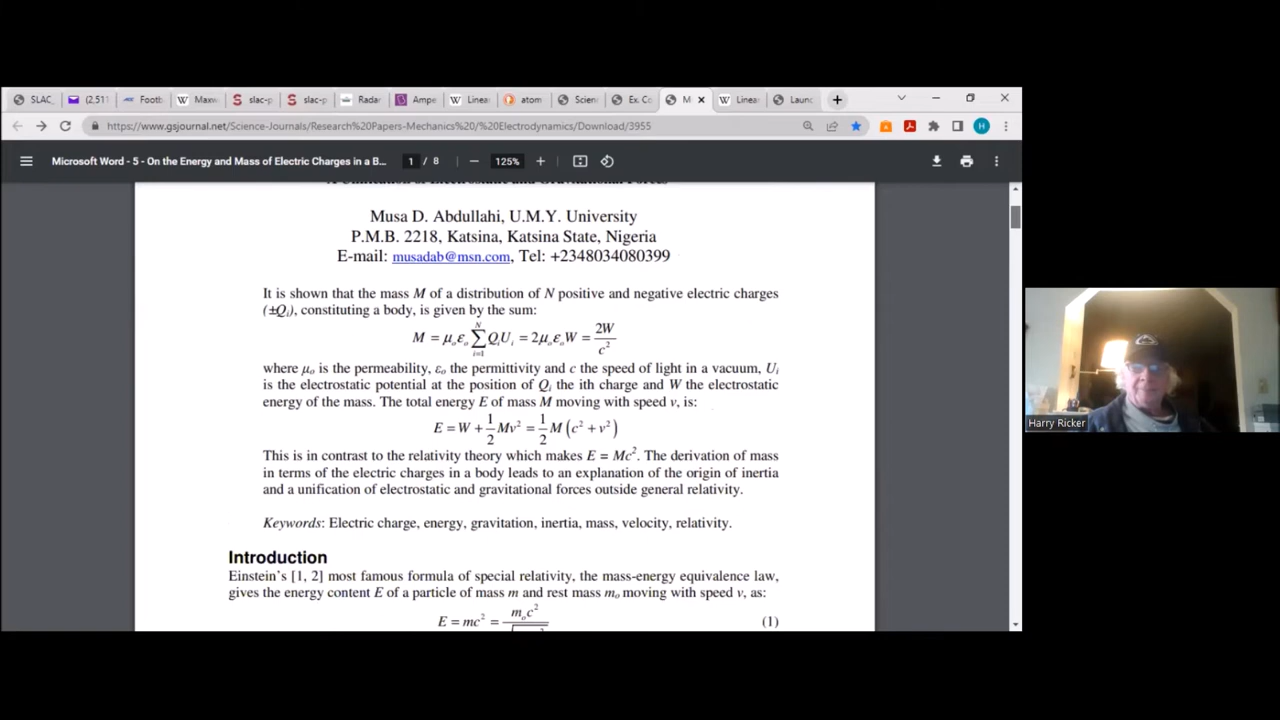 SLAC_
(2,511
Footb
Maxw
slac-p
slac-p
Radar
Ampe
Linea
atom
Scien
Ex. Co
M
Linea
Laun
https://www.gsjournal.net/Science-Journals/Research%20Papers-Mechanics%20/%20Electrodynamics/Download/3955
H
Microsoft Word - 5 - On the Energy and Mass of Electric Charges in a B...
1 / 8
125%
Musa D. Abdullahi, U.M.Y. University
P.M.B. 2218, Katsina, Katsina State, Nigeria
E-mail: musadab@msn.com, Tel: +2348034080399
It is shown that the mass M of a distribution of N positive and negative electric charges
(±Qi), constituting a body, is given by the sum:
M = μoεo ∑_{i=1}^{N} QiUi = 2μoεoW = 2W/c²
where μo is the permeability, εo the permittivity and c the speed of light in a vacuum, Ui
is the electrostatic potential at the position of Qi the ith charge and W the electrostatic
energy of the mass. The total energy E of mass M moving with speed v, is:
E = W + 1/2 Mv² = 1/2 M (c² + v²)
This is in contrast to the relativity theory which makes E = Mc². The derivation of mass
in terms of the electric charges in a body leads to an explanation of the origin of inertia
and a unification of electrostatic and gravitational forces outside general relativity.
Keywords: Electric charge, energy, gravitation, inertia, mass, velocity, relativity.
Introduction
Einstein's [1, 2] most famous formula of special relativity, the mass-energy equivalence law,
gives the energy content E of a particle of mass m and rest mass mo moving with speed v, as:
E = mc² = moc² (1)
Harry Ricker